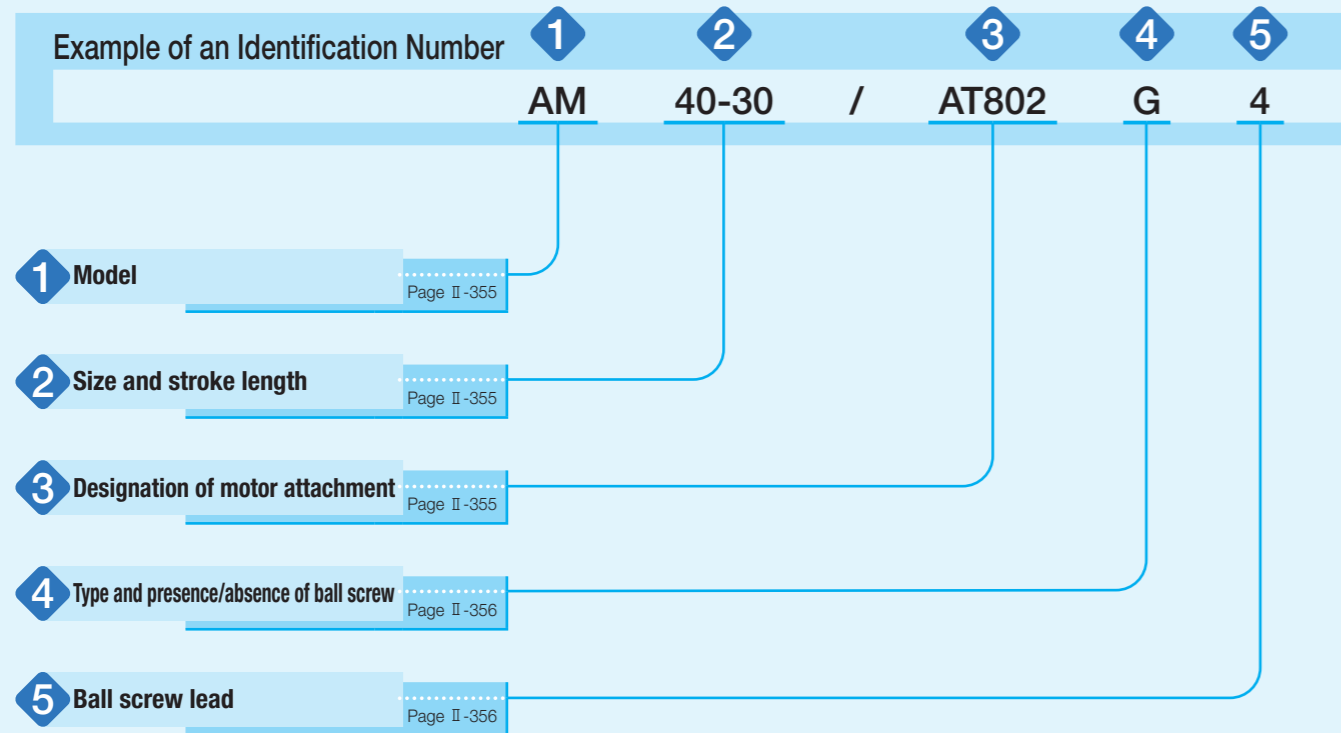 Example of an Identification Number
1 2 3 4 5
AM 40-30 / AT802 G 4
1 Model
Page Ⅱ-355
2 Size and stroke length
Page Ⅱ-355
3 Designation of motor attachment
Page Ⅱ-355
4 Type and presence/absence of ball screw
Page Ⅱ-356
5 Ball screw lead
Page Ⅱ-356